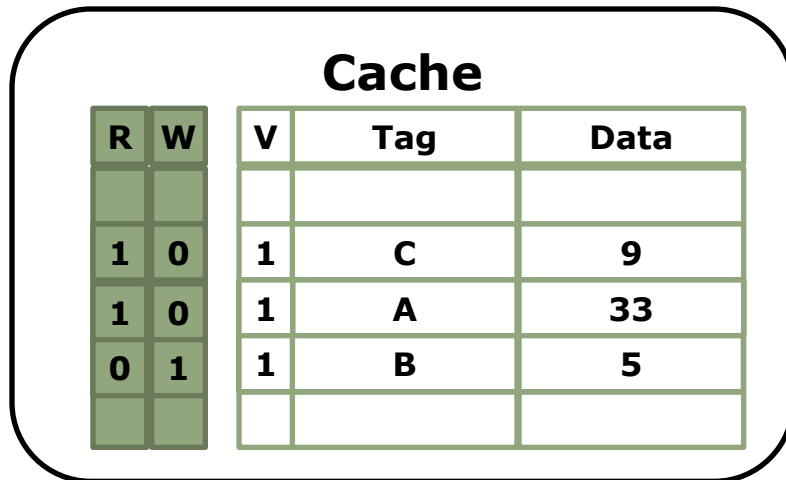 Cache
R W V Tag Data
1 0 1 C 9
1 0 1 A 33
0 1 1 B 5